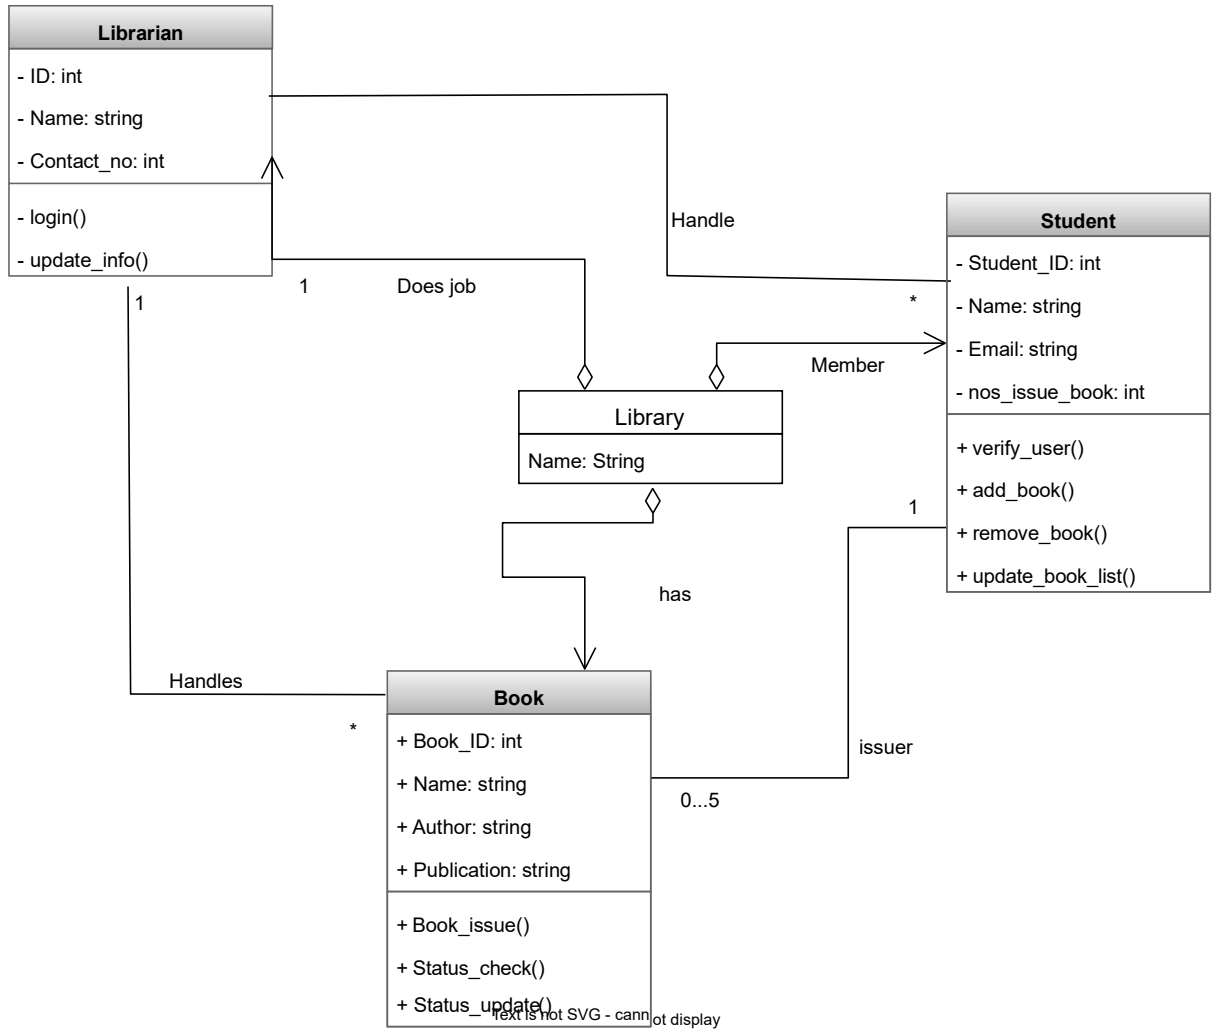 Librarian
- ID: int
- Name: string
- Contact_no: int
- login()
- update_info()
1
1
Does job
Handle
*
Student
- Student_ID: int
- Name: string
- Email: string
- nos_issue_book: int
+ verify_user()
+ add_book()
+ remove_book()
+ update_book_list()
Member
Library
Name: String
1
has
issuer
0...5
Handles
*
Book
+ Book_ID: int
+ Name: string
+ Author: string
+ Publication: string
+ Book_issue()
+ Status_check()
+ Status_update()
Text is not SVG - cannot display